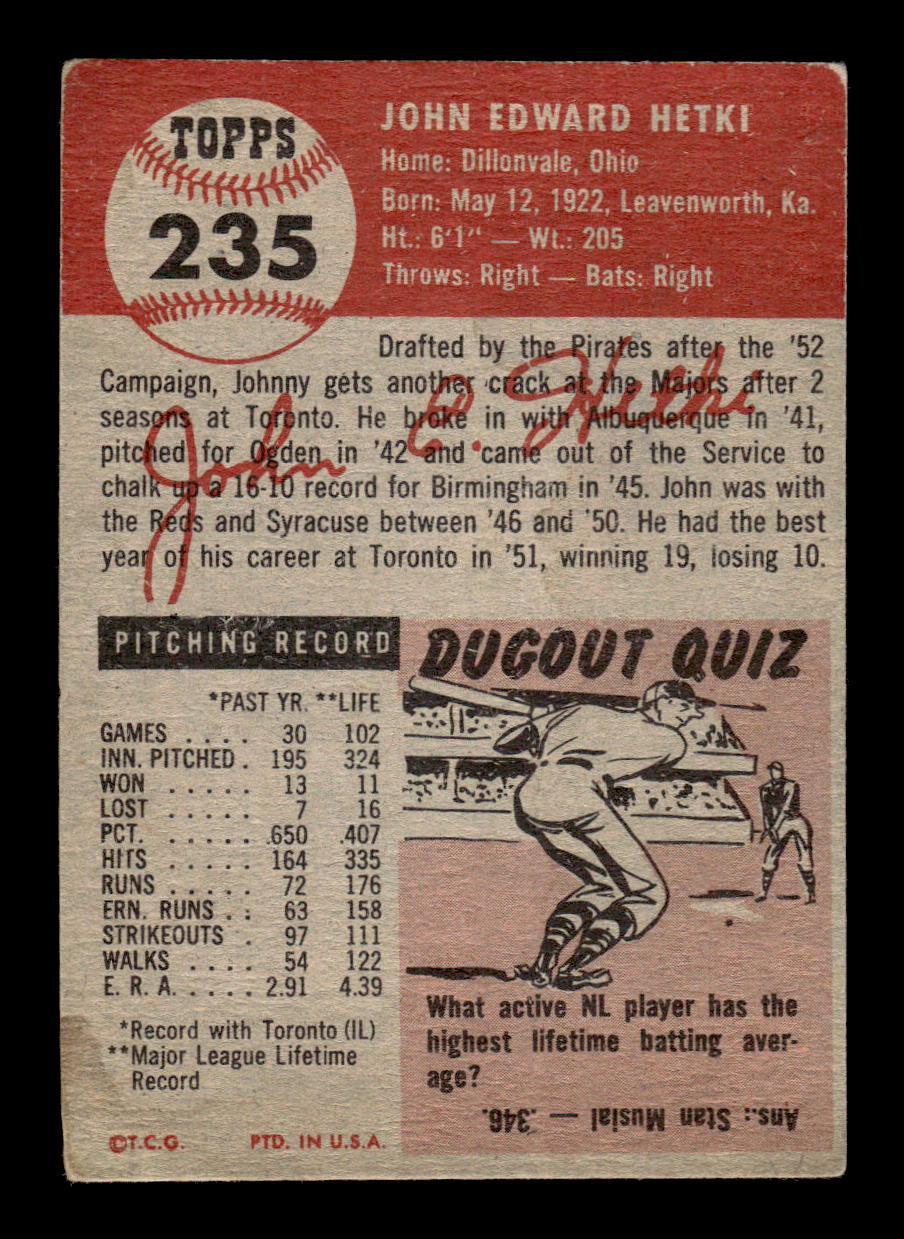 TOPPS
235
JOHN EDWARD HETKI
Home: Dillonvale, Ohio
Born: May 12, 1922, Leavenworth, Ka.
Ht.: 6'1" — Wt.: 205
Throws: Right — Bats: Right
Drafted by the Pirates after the '52
Campaign, Johnny gets another crack at the Majors after 2
seasons at Toronto. He broke in with Albuquerque in '41,
pitched for Ogden in '42 and came out of the Service to
chalk up a 16-10 record for Birmingham in '45. John was with
the Reds and Syracuse between '46 and '50. He had the best
year of his career at Toronto in '51, winning 19, losing 10.
John E. Hetki
PITCHING RECORD
*PAST YR. **LIFE
GAMES . . . . 30 102
INN. PITCHED . 195 324
WON . . . . . 13 11
LOST . . . . . 7 16
PCT. . . . . . .650 .407
HITS . . . . . 164 335
RUNS . . . . . 72 176
ERN. RUNS . . 63 158
STRIKEOUTS . 97 111
WALKS . . . . 54 122
E. R. A. . . . . 2.91 4.39
*Record with Toronto (IL)
**Major League Lifetime
Record
©T.C.G. PTD. IN U.S.A.
DUGOUT QUIZ
What active NL player has the
highest lifetime batting aver-
age?
Ans.: Stan Musial — .346.